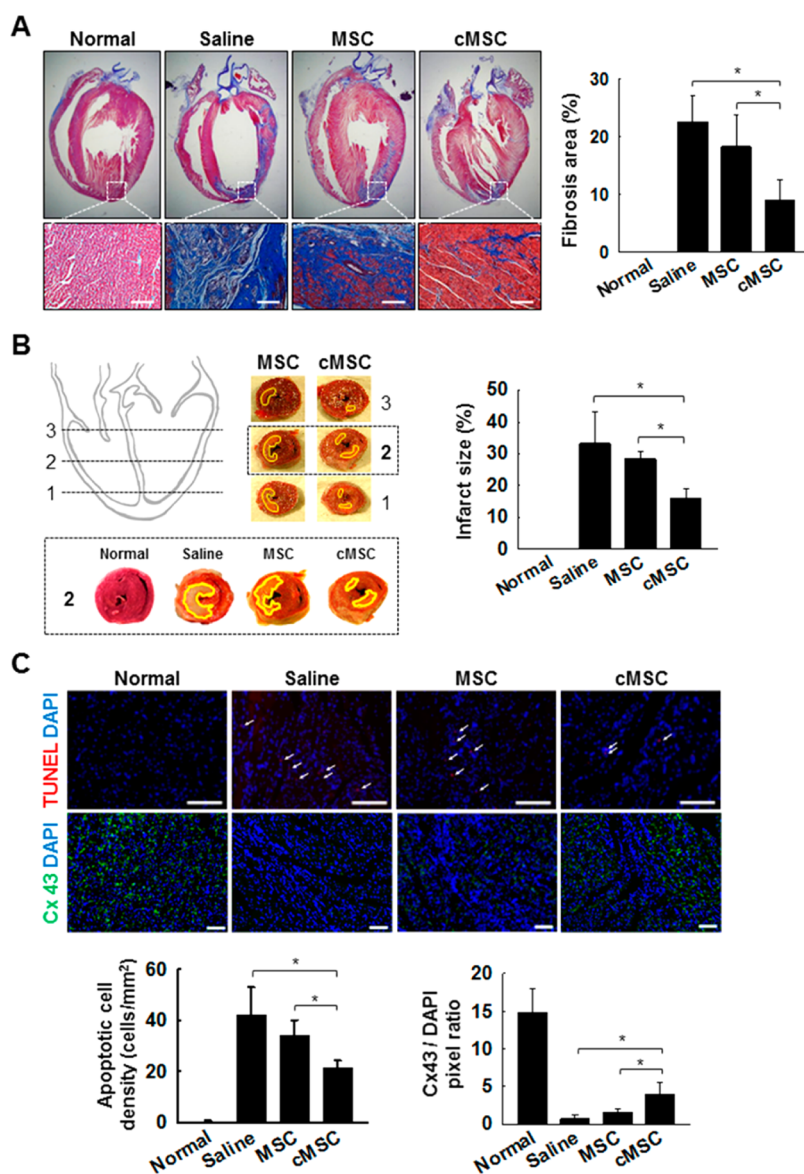 A
Normal Saline MSC cMSC
Fibrosis area (%)
30
20
10
0
*
*
Normal
Saline
MSC
cMSC
B
3
2
1
MSC cMSC
3
2
1
2
Normal Saline MSC cMSC
Infarct size (%)
50
40
30
20
10
0
*
*
Normal
Saline
MSC
cMSC
C
Normal Saline MSC cMSC
TUNEL DAPI
Cx 43 DAPI
Apoptotic cell
density (cells/mm²)
60
40
20
0
*
*
Normal
Saline
MSC
cMSC
Cx43 / DAPI
pixel ratio
20
15
10
5
0
*
*
Normal
Saline
MSC
cMSC